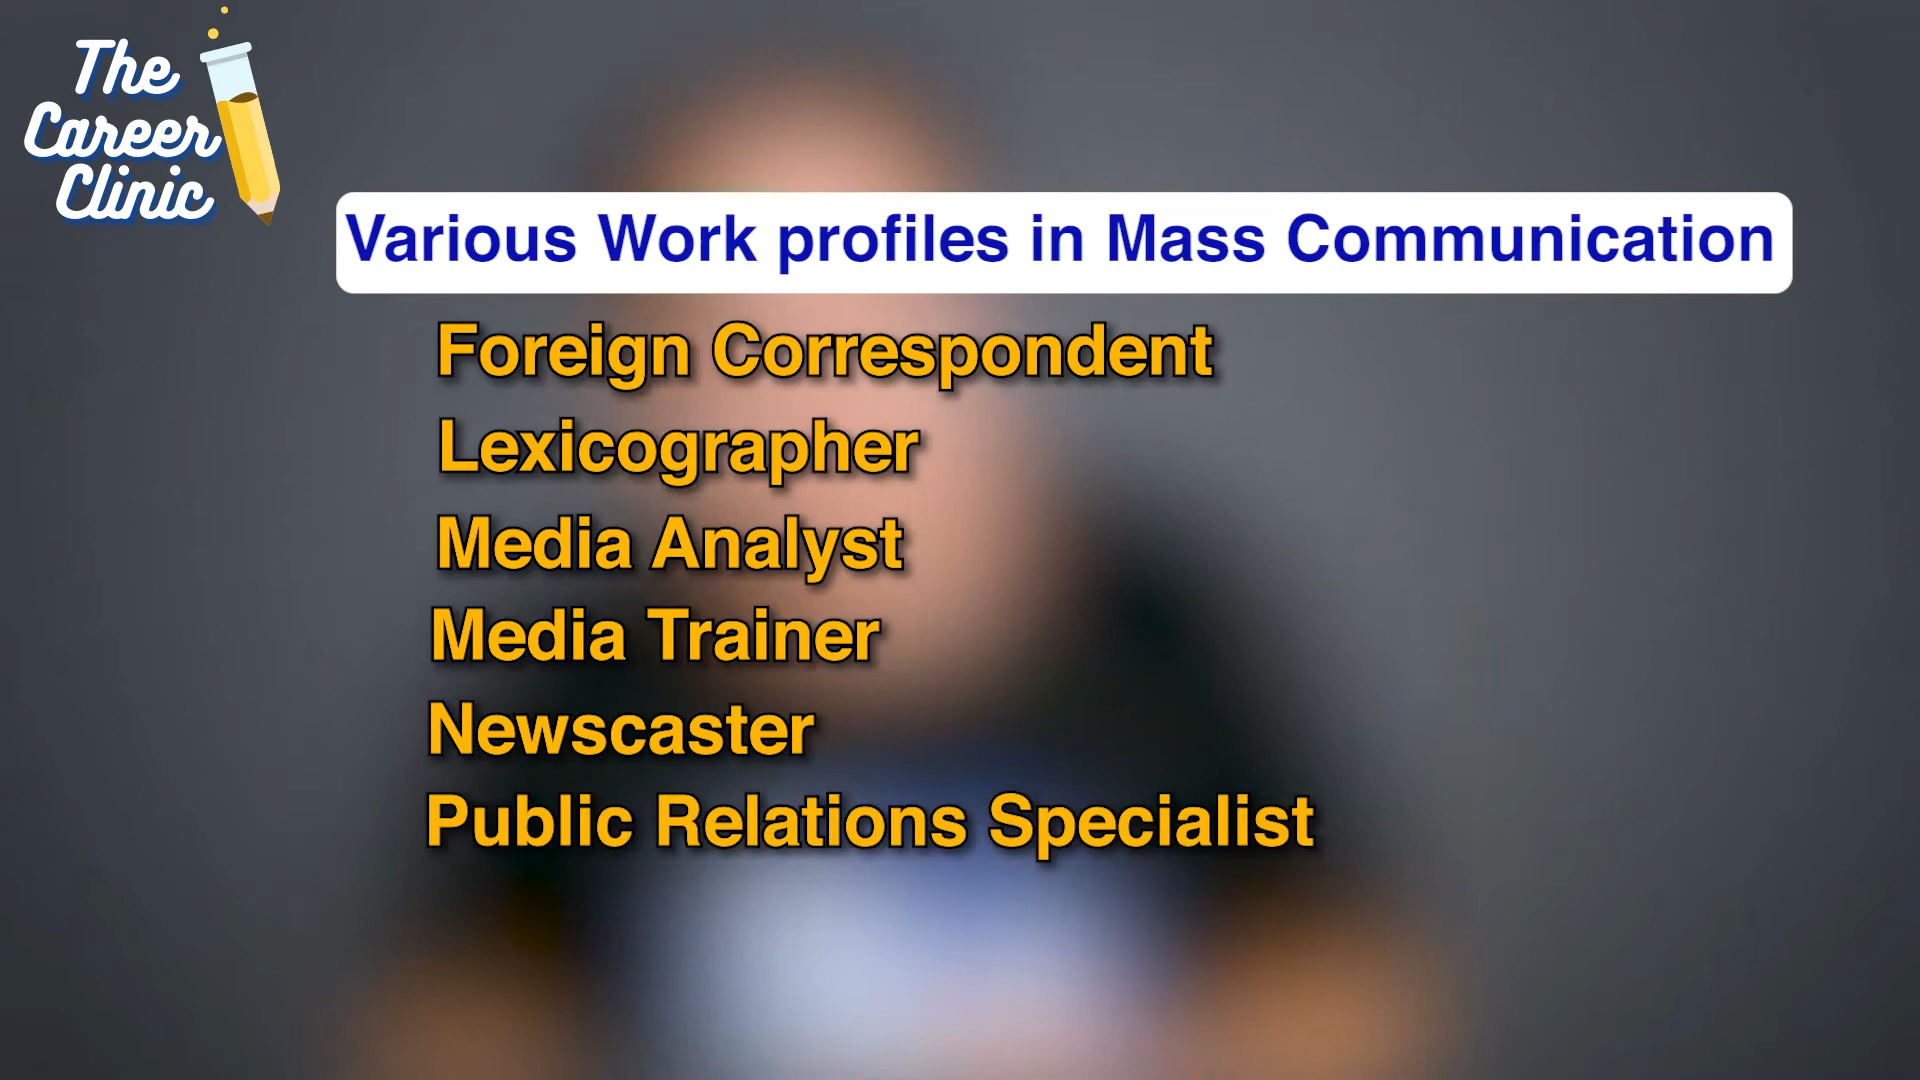 The
Career
Clinic
Various Work profiles in Mass Communication
Foreign Correspondent
Lexicographer
Media Analyst
Media Trainer
Newscaster
Public Relations Specialist